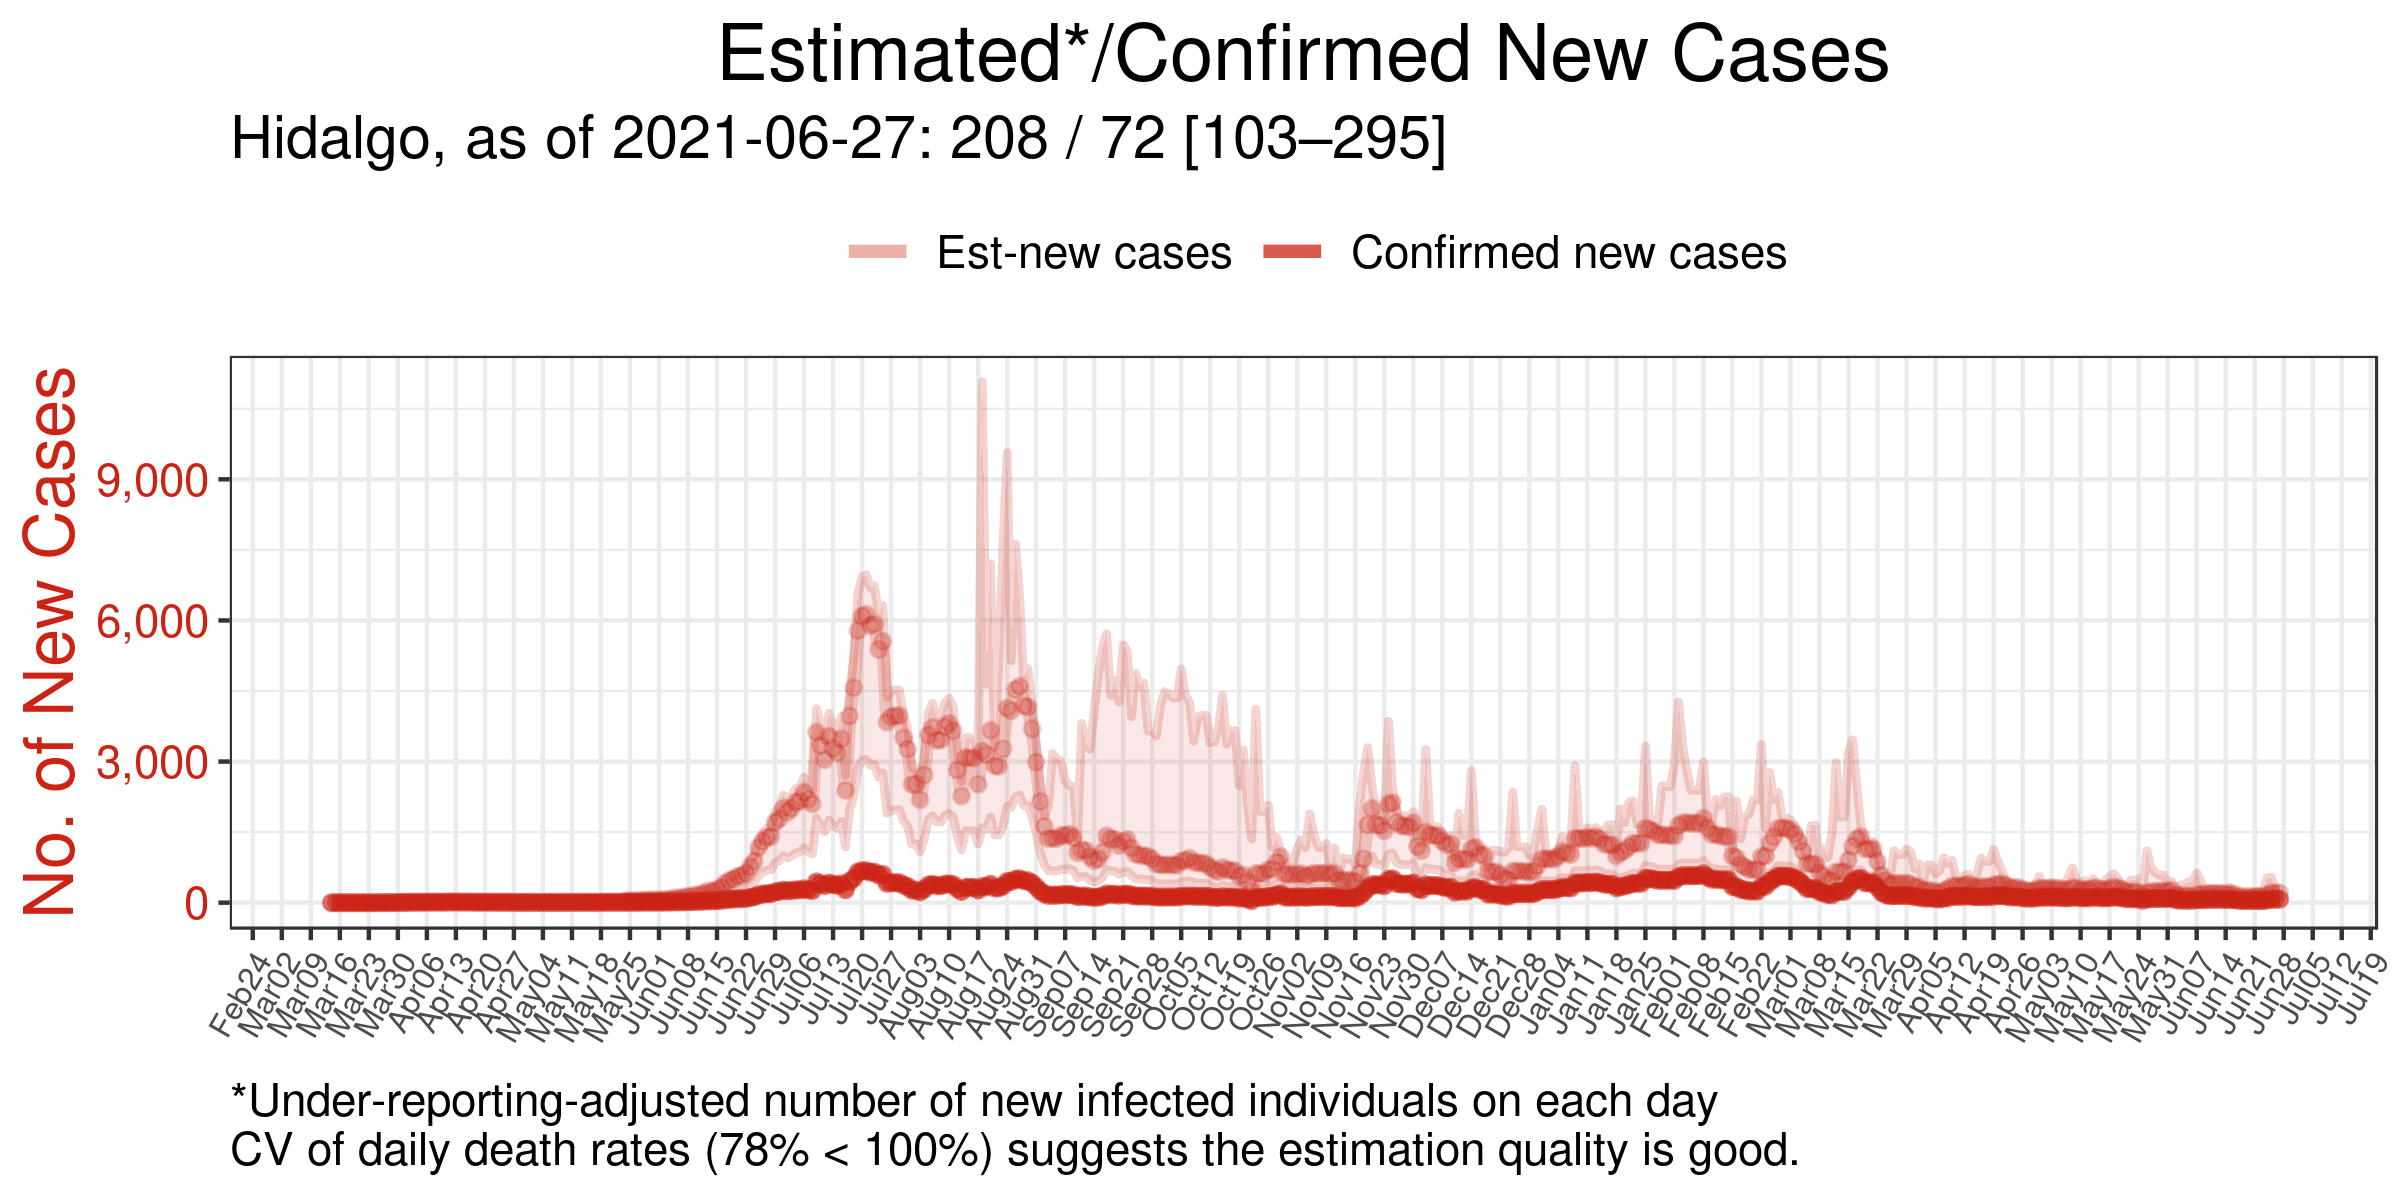 Estimated*/Confirmed New Cases
Hidalgo, as of 2021-06-27: 208 / 72 [103–295]
Est-new cases Confirmed new cases
No. of New Cases
9,000
6,000
3,000
0
Feb24 Mar02 Mar09 Mar16 Mar23 Mar30 Apr06 Apr13 Apr20 Apr27 May04 May11 May18 May25 Jun01 Jun08 Jun15 Jun22 Jun29 Jul06 Jul13 Jul20 Jul27 Aug03 Aug10 Aug17 Aug24 Aug31 Sep07 Sep14 Sep21 Sep28 Oct05 Oct12 Oct19 Oct26 Nov02 Nov09 Nov16 Nov23 Nov30 Dec07 Dec14 Dec21 Dec28 Jan04 Jan11 Jan18 Jan25 Feb01 Feb08 Feb15 Feb22 Mar01 Mar08 Mar15 Mar22 Mar29 Apr05 Apr12 Apr19 Apr26 May03 May10 May17 May24 May31 Jun07 Jun14 Jun21 Jun28 Jul05 Jul12 Jul19
*Under-reporting-adjusted number of new infected individuals on each day
CV of daily death rates (78% < 100%) suggests the estimation quality is good.